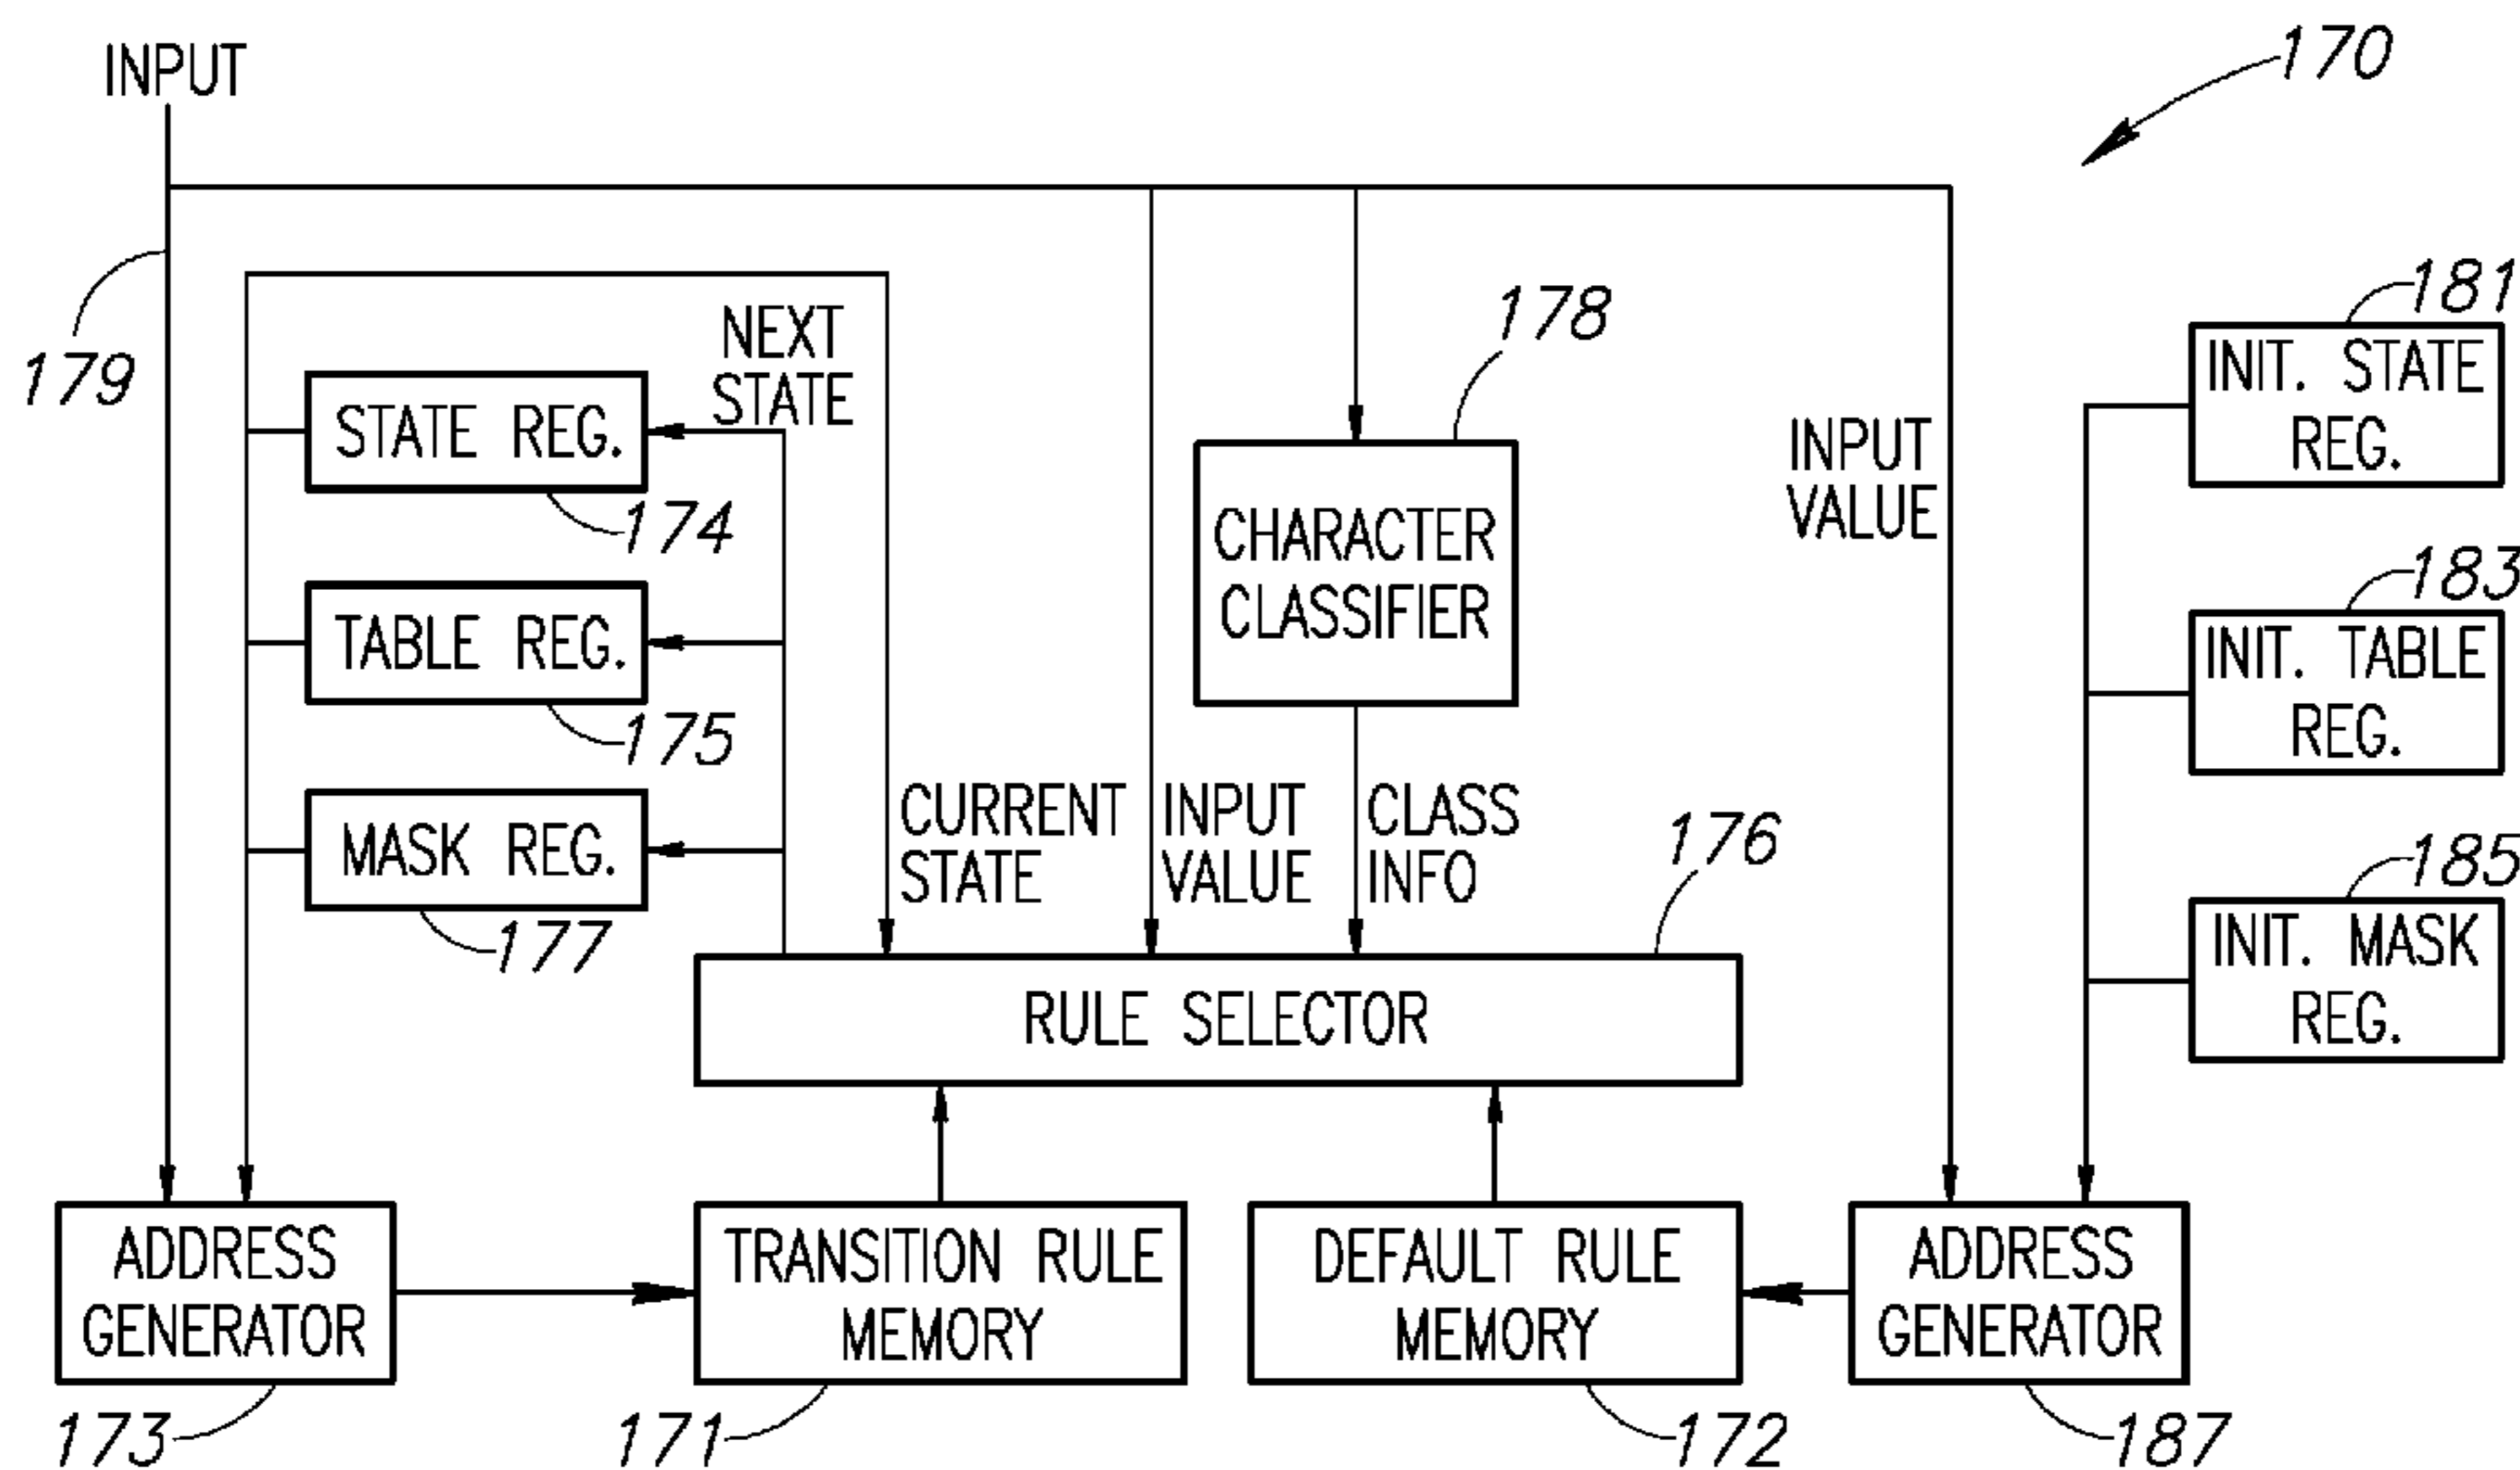 INPUT
170
179
NEXT
STATE
178
181
STATE REG.
INIT. STATE
REG.
174
INPUT
VALUE
CHARACTER
CLASSIFIER
183
TABLE REG.
INIT. TABLE
REG.
175
MASK REG.
CURRENT
STATE
INPUT
VALUE
CLASS
INFO
176
185
177
INIT. MASK
REG.
RULE SELECTOR
ADDRESS
GENERATOR
TRANSITION RULE
MEMORY
DEFAULT RULE
MEMORY
ADDRESS
GENERATOR
173
171
172
187